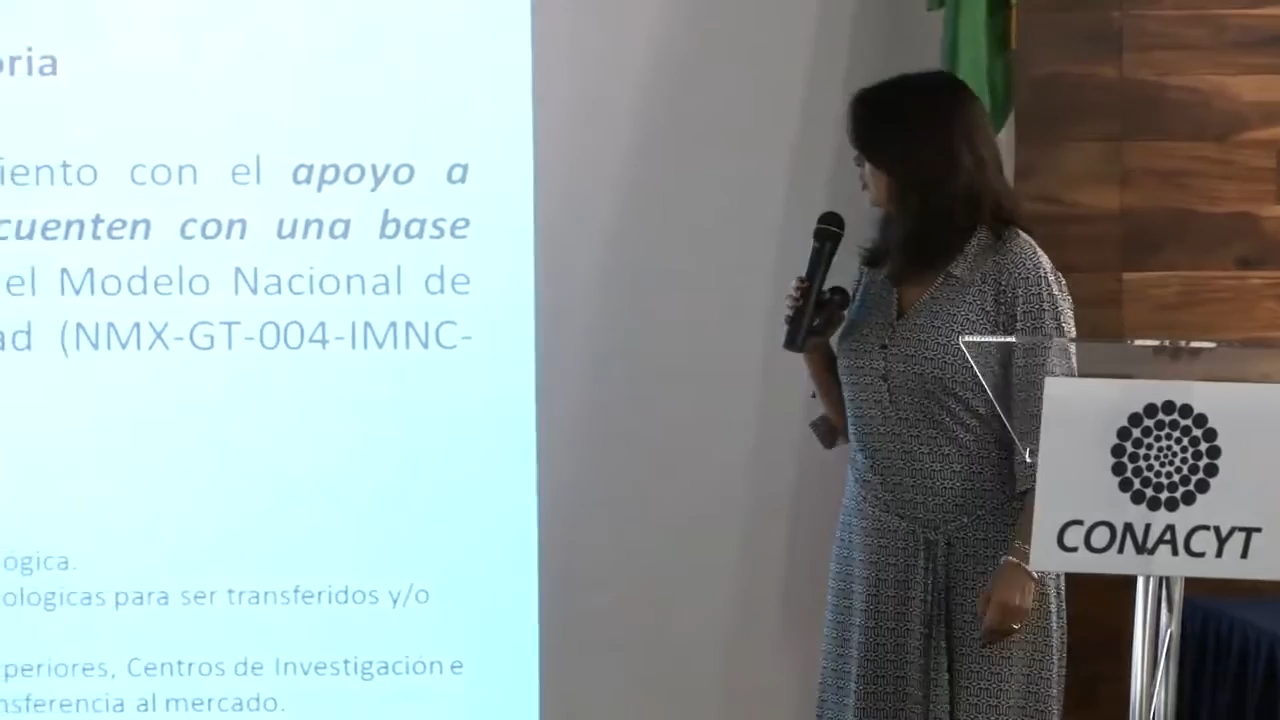 oria
iento con el apoyo a
cuenten con una base
el Modelo Nacional de
ad (NMX-GT-004-IMNC-
ógica.
ologicas para ser transferidos y/o
periores, Centros de Investigación e
nsferencia al mercado.
CONACYT